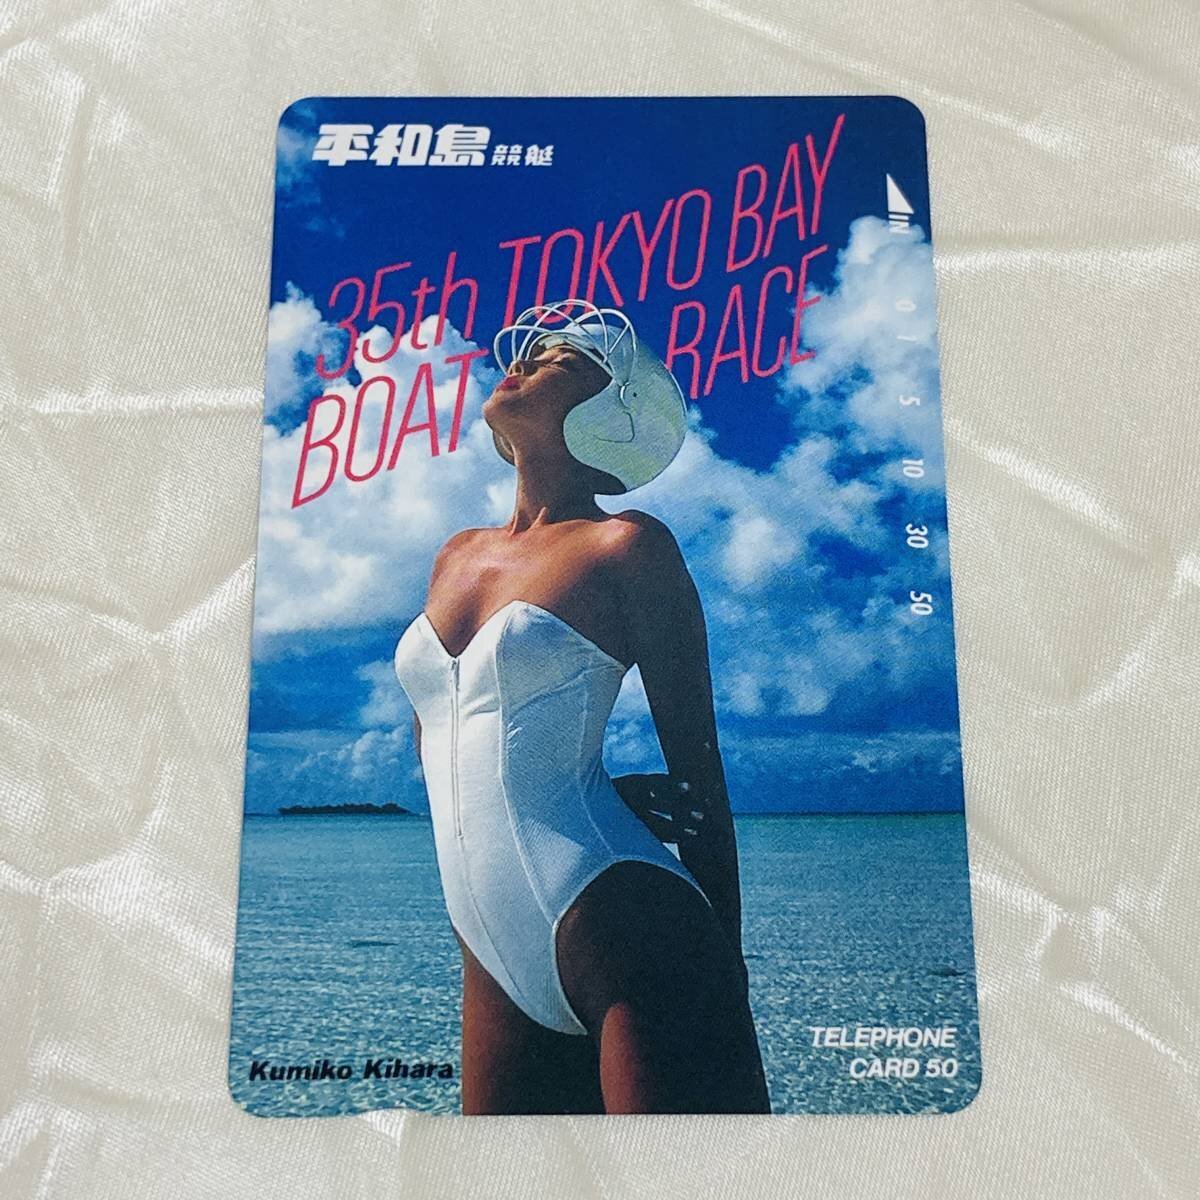 平和島競艇
35th TOKYO BAY
BOAT RACE
IN
0
1
5
10
30
50
Kumiko Kihara
TELEPHONE
CARD 50